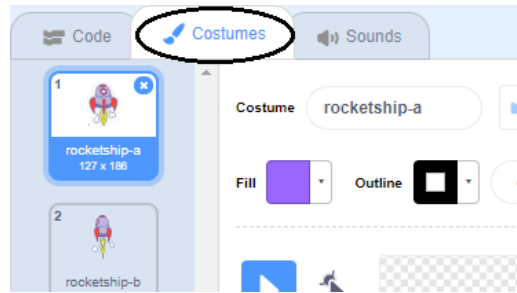 Code
Costumes
Sounds
1
rocketship-a
127 x 186
2
rocketship-b
Costume
rocketship-a
Fill
Outline